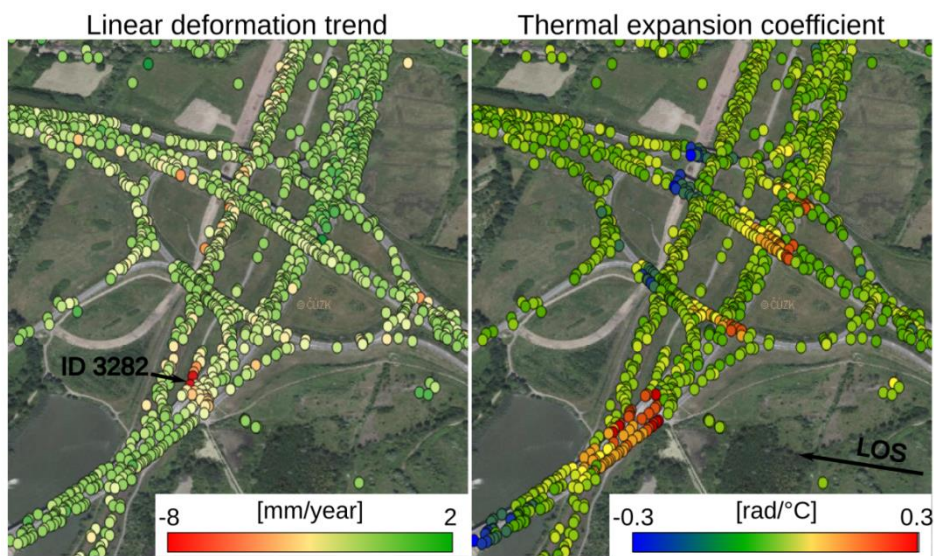 Linear deformation trend
Thermal expansion coefficient
©ČÚZK
©ČÚZK
ID 3282
LOS
[mm/year]
-8
2
[rad/°C]
-0.3
0.3